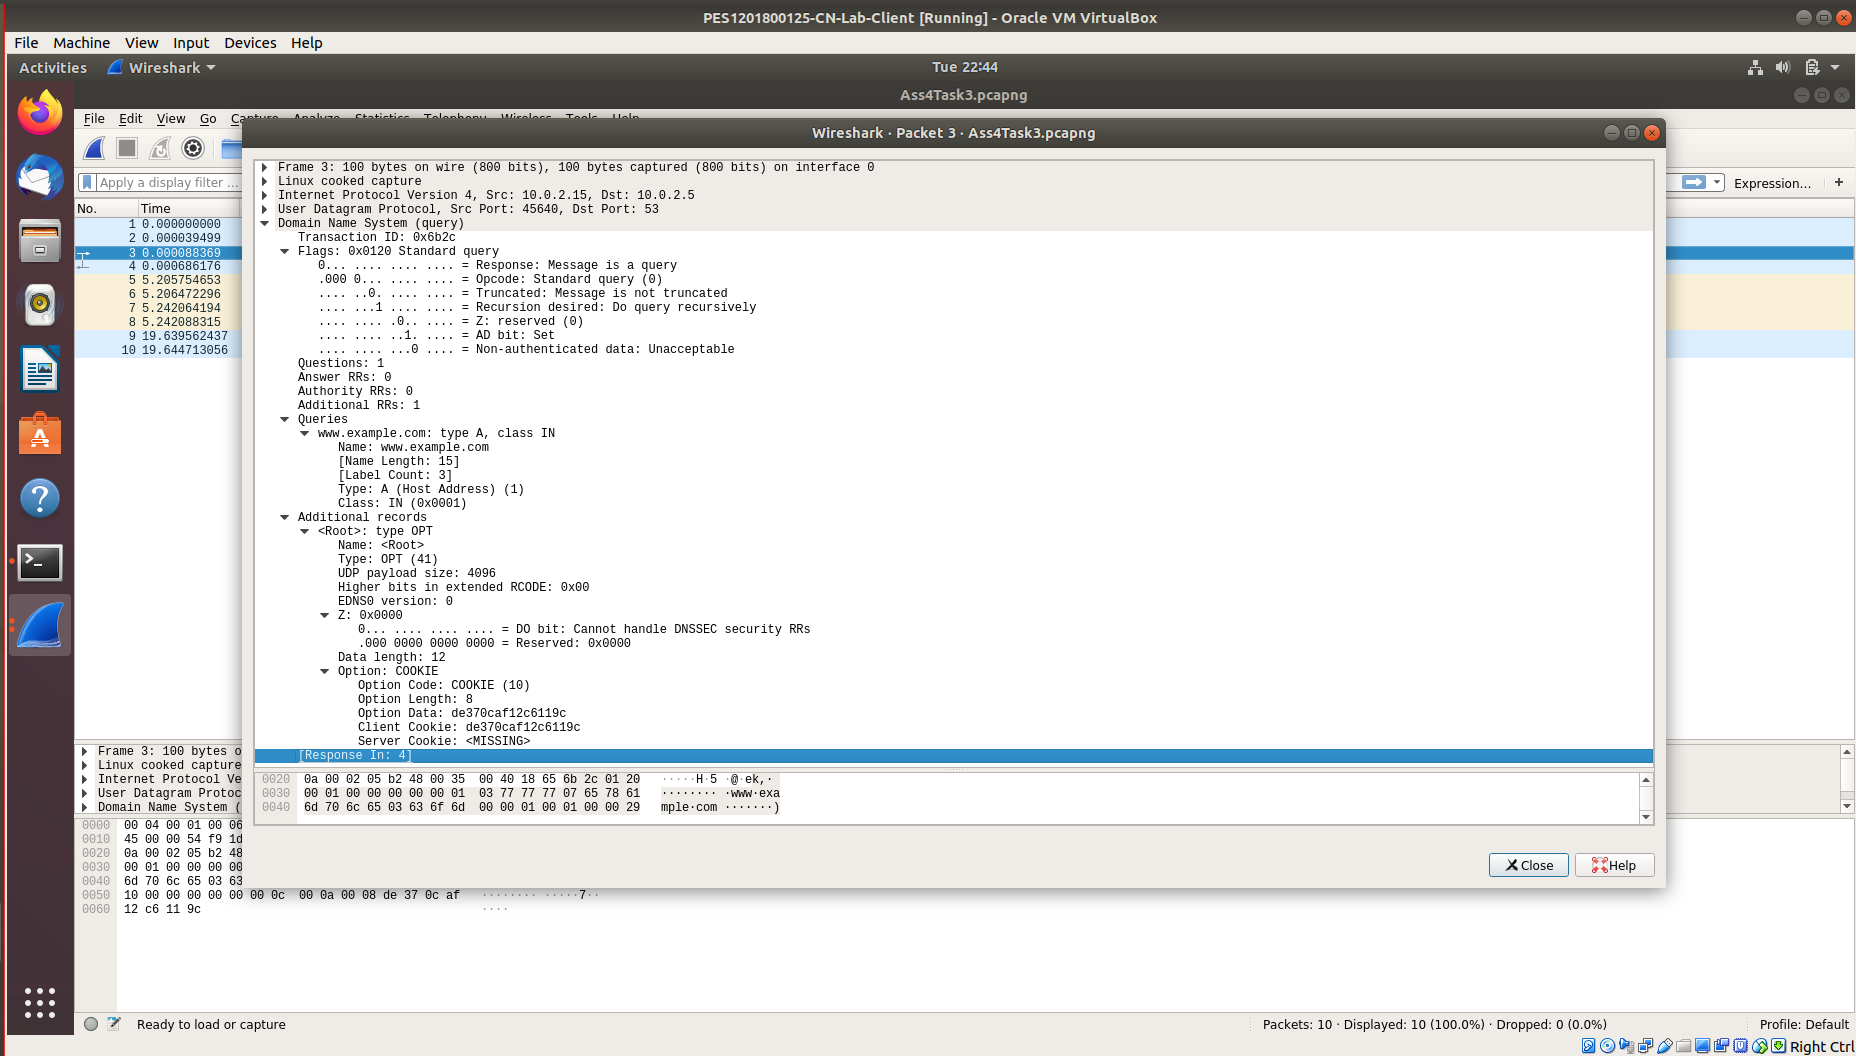 PES1201800125-CN-Lab-Client [Running] - Oracle VM VirtualBox
File Machine View Input Devices Help
Activities Wireshark Tue 22:44
Ass4Task3.pcapng
File Edit View Go Capture Analyze Statistics Telephony Wireless Tools Help
Wireshark · Packet 3 · Ass4Task3.pcapng
Apply a display filter ... Expression... +
No. Time
1 0.000000000
2 0.000039499
3 0.000088369
4 0.000686176
5 5.205754653
6 5.206472296
7 5.242064194
8 5.242088315
9 19.639562437
10 19.644713056
Frame 3: 100 bytes on wire (800 bits), 100 bytes captured (800 bits) on interface 0
Linux cooked capture
Internet Protocol Version 4, Src: 10.0.2.15, Dst: 10.0.2.5
User Datagram Protocol, Src Port: 45640, Dst Port: 53
Domain Name System (query)
Transaction ID: 0x6b2c
Flags: 0x0120 Standard query
0... .... .... .... = Response: Message is a query
.000 0... .... .... = Opcode: Standard query (0)
.... ..0. .... .... = Truncated: Message is not truncated
.... ...1 .... .... = Recursion desired: Do query recursively
.... .... .0.. .... = Z: reserved (0)
.... .... ..1. .... = AD bit: Set
.... .... ...0 .... = Non-authenticated data: Unacceptable
Questions: 1
Answer RRs: 0
Authority RRs: 0
Additional RRs: 1
Queries
www.example.com: type A, class IN
Name: www.example.com
[Name Length: 15]
[Label Count: 3]
Type: A (Host Address) (1)
Class: IN (0x0001)
Additional records
<Root>: type OPT
Name: <Root>
Type: OPT (41)
UDP payload size: 4096
Higher bits in extended RCODE: 0x00
EDNS0 version: 0
Z: 0x0000
0... .... .... .... = DO bit: Cannot handle DNSSEC security RRs
.000 0000 0000 0000 = Reserved: 0x0000
Data length: 12
Option: COOKIE
Option Code: COOKIE (10)
Option Length: 8
Option Data: de370caf12c6119c
Client Cookie: de370caf12c6119c
Server Cookie: <MISSING>
[Response In: 4]
0020 0a 00 02 05 b2 48 00 35 00 40 18 65 6b 2c 01 20 ·····H·5 ·@·ek,·
0030 00 01 00 00 00 00 00 01 03 77 77 77 07 65 78 61 ········ ·www·exa
0040 6d 70 6c 65 03 63 6f 6d 00 00 01 00 01 00 00 29 mple·com ·······)
Close Help
Frame 3: 100 bytes o
Linux cooked capture
Internet Protocol Ve
User Datagram Protoc
Domain Name System (
0000 00 04 00 01 00 06
0010 45 00 00 54 f9 1d
0020 0a 00 02 05 b2 48
0030 00 01 00 00 00 00
0040 6d 70 6c 65 03 63
0050 10 00 00 00 00 00 00 0c 00 0a 00 08 de 37 0c af ········ ·····7··
0060 12 c6 11 9c ····
Ready to load or capture Packets: 10 · Displayed: 10 (100.0%) · Dropped: 0 (0.0%) Profile: Default
Right Ctrl